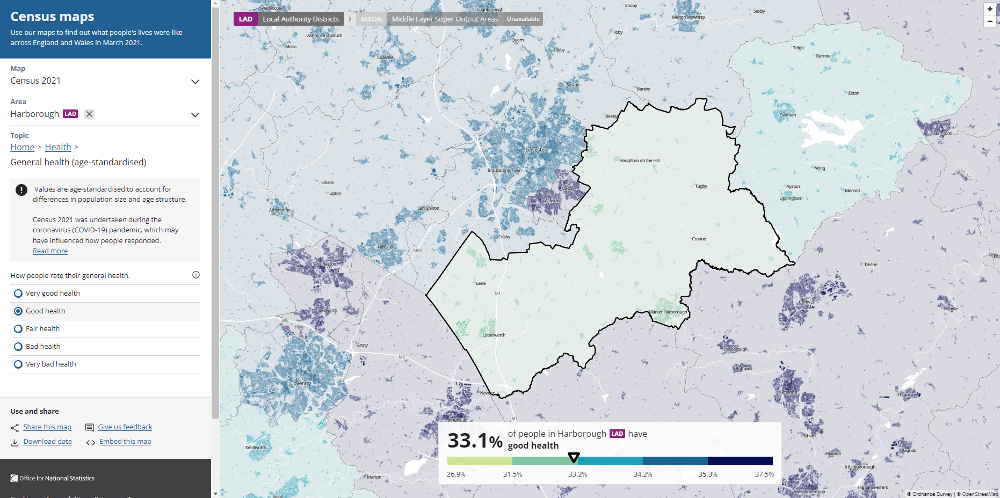 Census maps
Use our maps to find out what people's lives were like
across England and Wales in March 2021.
Map
Census 2021
Area
Harborough LAD
Topic
Home > Health >
General health (age-standardised)
Values are age-standardised to account for
differences in population size and age structure.
Census 2021 was undertaken during the
coronavirus (COVID-19) pandemic, which may
have influenced how people responded.
Read more
How people rate their general health.
Very good health
Good health
Fair health
Bad health
Very bad health
Use and share
Share this map
Give us feedback
Download data
Embed this map
Office for National Statistics
LAD Local Authority Districts > MSOA Middle Layer Super Output Areas Unavailable
Swadlincote
Loughborough
Shoby
Saxby
Melton Mowbray
Ashby de la Zouch
Hoby
Moira
Quorn
Sileby
Coalville
Teigh
Barrow
Syston
Barsby
Exton
Beeby
Oakham
Stamford
Leicester
Houghton on the Hill
Braunstone Town
Wing
Great N Rd
Sibson
Upton
Oadby
Tugby
Ayston
Morcott
Uppingham
Wigston
Earl Shilton
Atherstone
Cosby
Cranoe
Hinckley
M69
Nuneaton
Deene
Leire
M1
Corby
Bedworth
Market Harborough
Oundle
M6
Lutterworth
Ansty
Desborough
M6
Rothwell
Coventry
Kettering
Thrapston
Rugby
M1
Isham
Kenilworth
Raunds
Finedon
Irthlingborough
Marton
Higham Ferrers
Wellingborough
Royal
33.1% of people in Harborough LAD have
good health
26.9% 31.5% 33.2% 34.2% 35.3% 37.5%
© Ordnance Survey | © OpenStreetMap